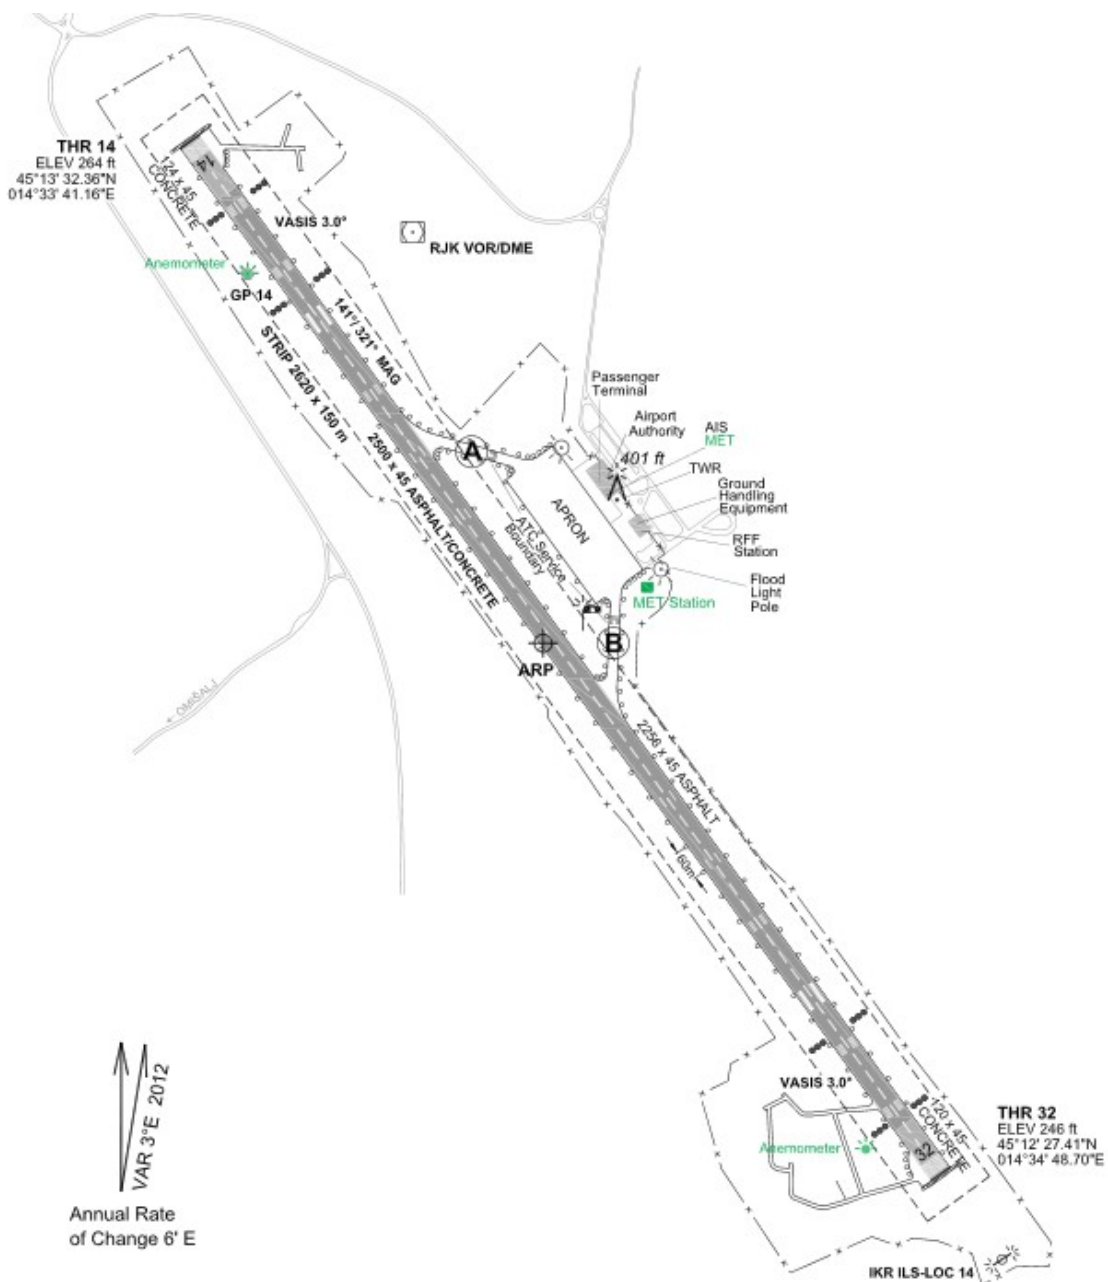 THR 14
ELEV 264 ft
45°13' 32.36"N
014°33' 41.16"E
14
124 x 45
CONCRETE
VASIS 3.0°
RJK VOR/DME
Anemometer
GP 14
141°/ 321° MAG
STRIP 2620 x 150 m
2500 x 45 ASPHALT/CONCRETE
Passenger
Terminal
Airport
Authority
AIS
MET
401 ft
TWR
Ground
Handling
Equipment
RFF
Station
Flood
Light
Pole
A
APRON
ATC Service
Boundary
MET Station
B
ARP
← OMIŠALJ
2256 x 45 ASPHALT
60m
VASIS 3.0°
120 x 45
CONCRETE
THR 32
ELEV 246 ft
45°12' 27.41"N
014°34' 48.70"E
Anemometer
32
VAR 3°E 2012
Annual Rate
of Change 6' E
IKR ILS-LOC 14